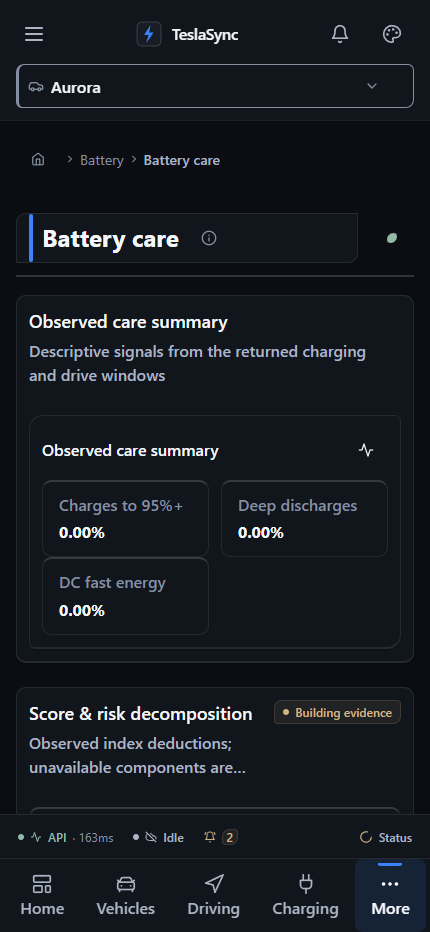 TeslaSync
Aurora
Battery
Battery care
Battery care
Observed care summary
Descriptive signals from the returned charging
and drive windows
Observed care summary
Charges to 95%+
0.00%
Deep discharges
0.00%
DC fast energy
0.00%
Score & risk decomposition
Building evidence
Observed index deductions;
unavailable components are...
API · 163ms
Idle
2
Status
Home
Vehicles
Driving
Charging
More